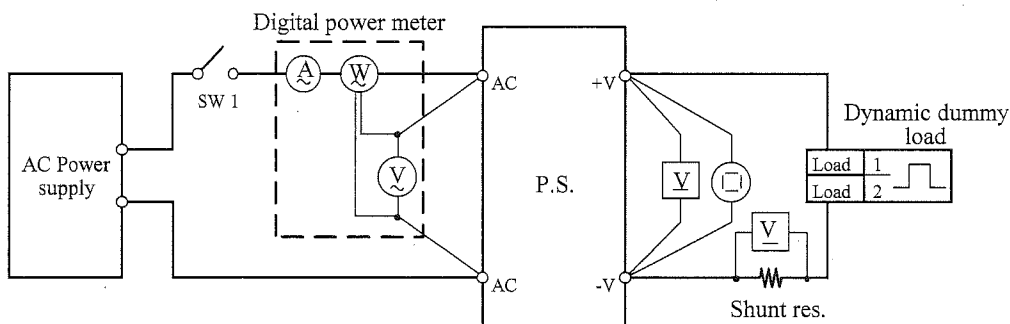 Digital power meter
A
W
SW 1
AC
+V
Dynamic dummy
load
AC Power
supply
V
P.S.
V
Load 1
Load 2
V
AC
-V
Shunt res.